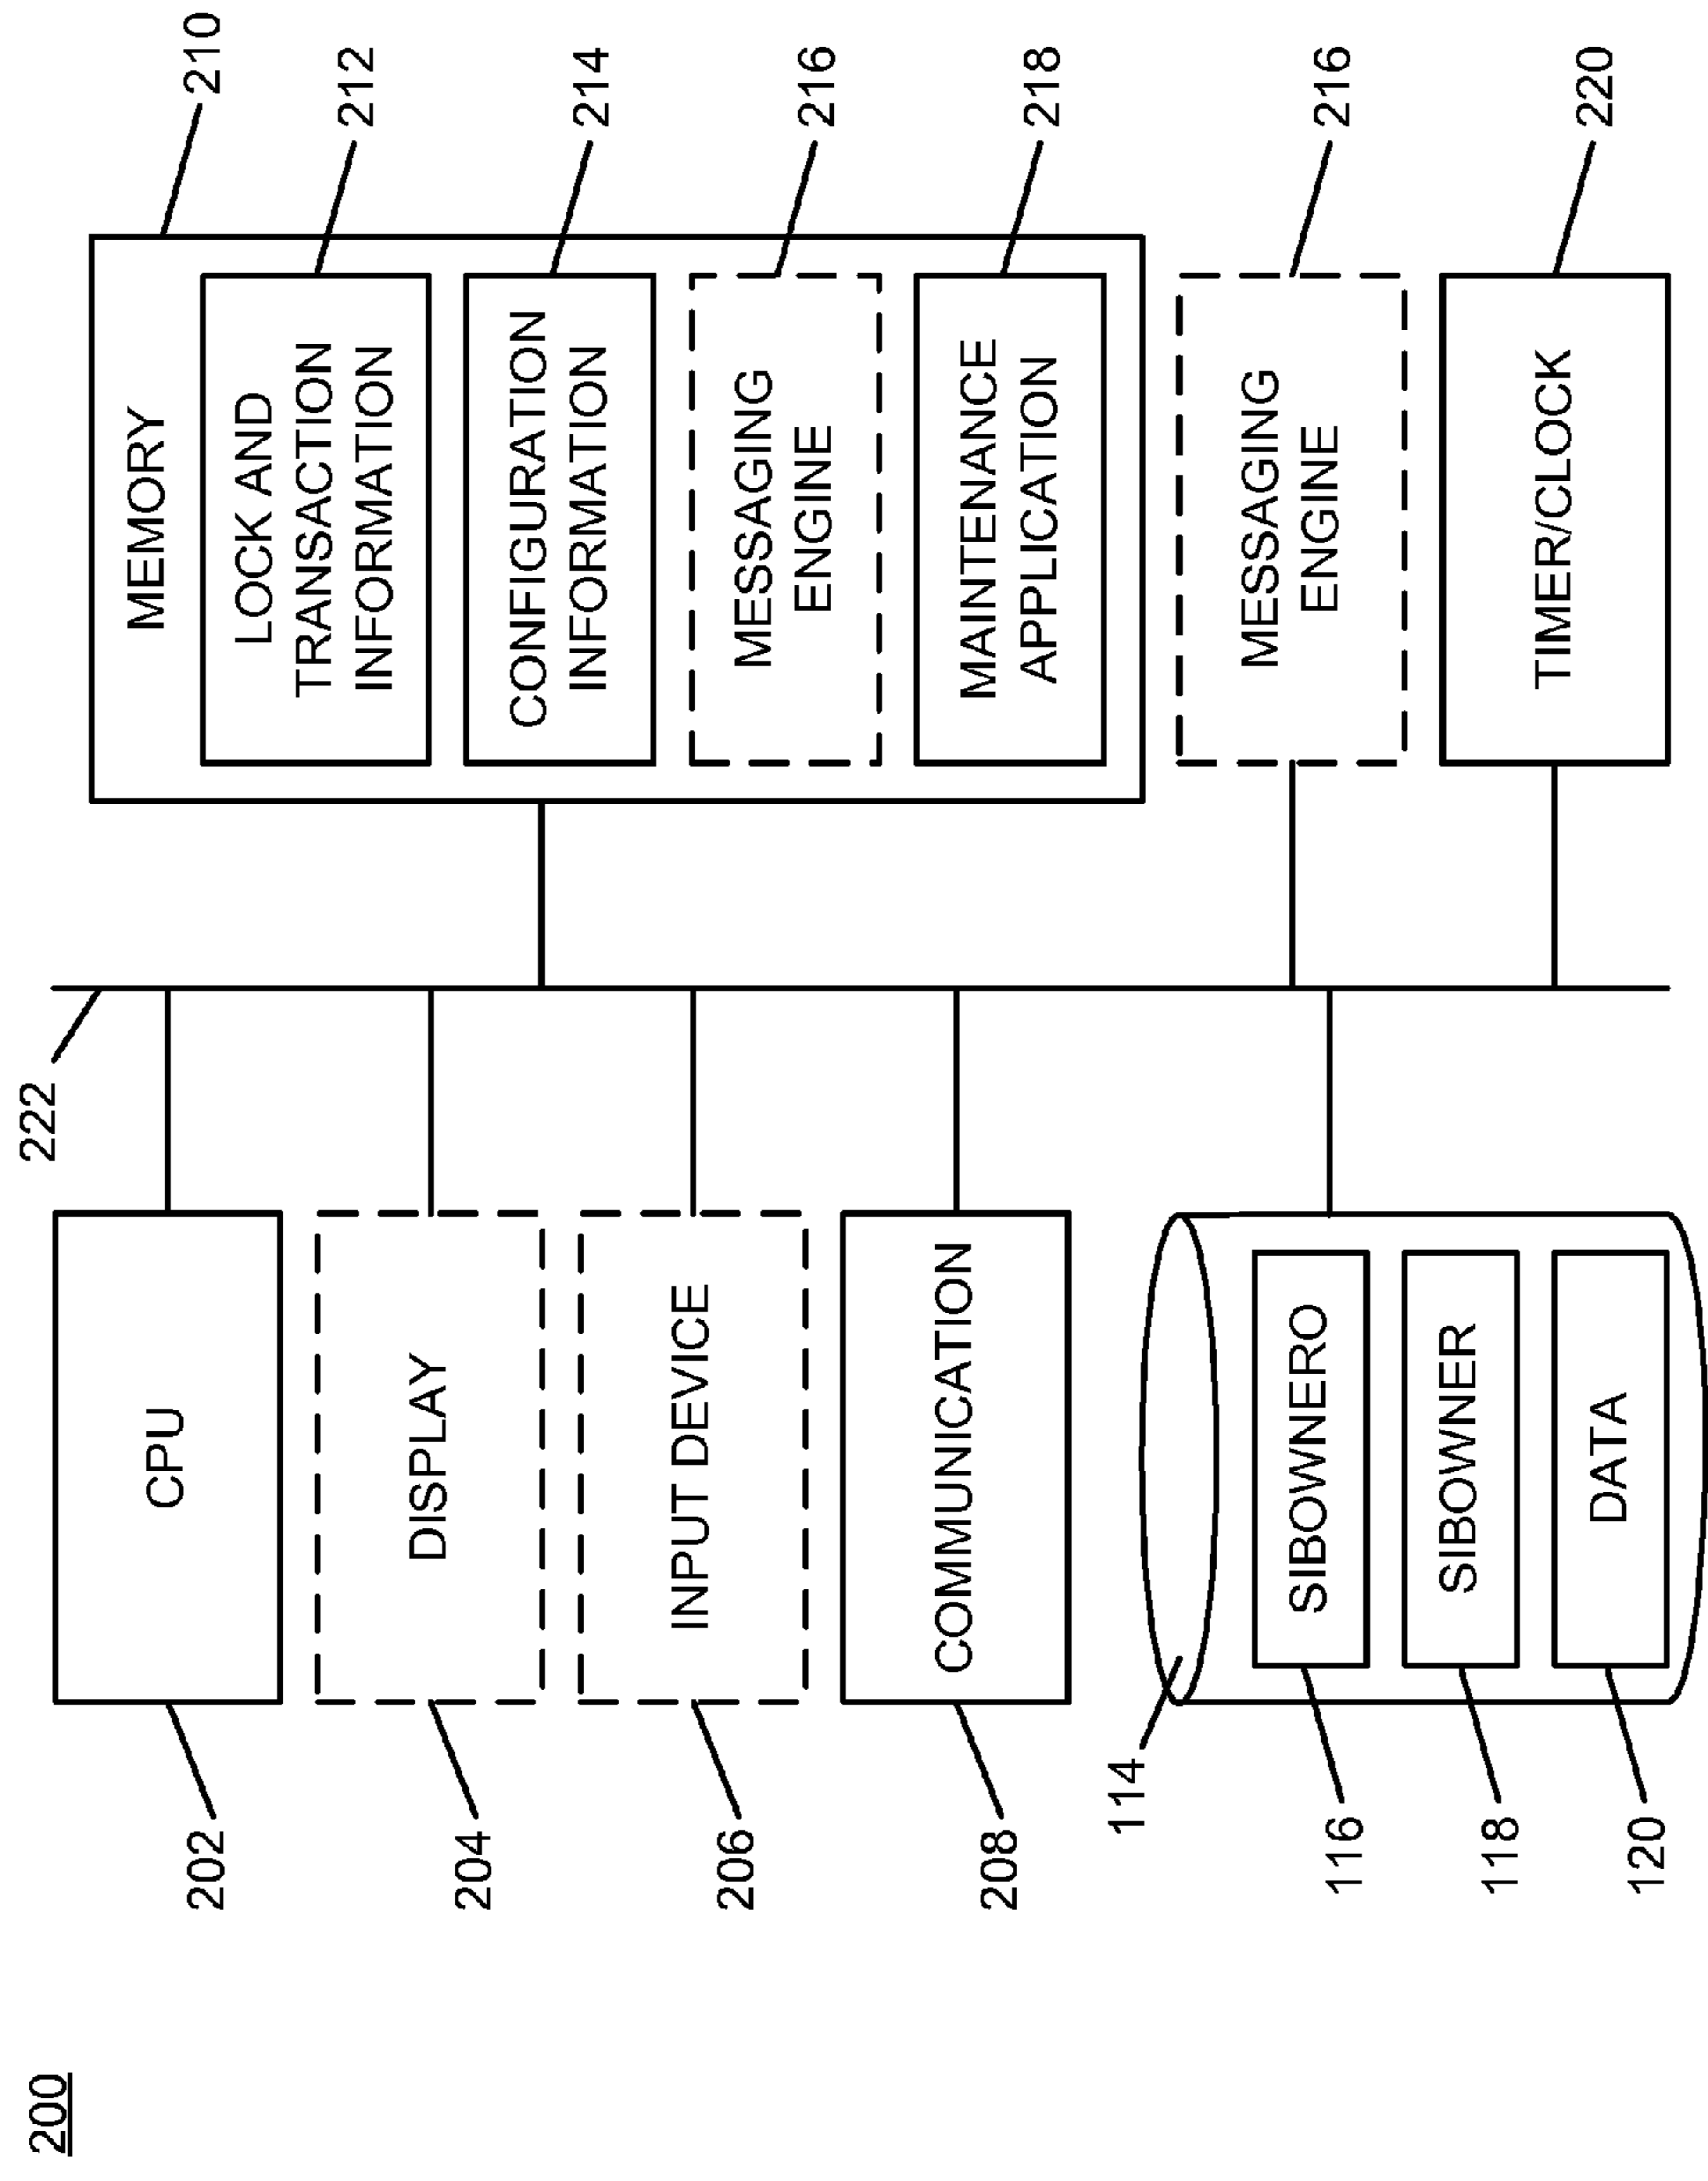 200
222
202
CPU
204
DISPLAY
206
INPUT DEVICE
208
COMMUNICATION
114
116
SIBOWNERO
118
SIBOWNER
120
DATA
MEMORY
210
LOCK AND
TRANSACTION
INFORMATION
212
CONFIGURATION
INFORMATION
214
MESSAGING
ENGINE
216
MAINTENANCE
APPLICATION
218
MESSAGING
ENGINE
216
TIMER/CLOCK
220